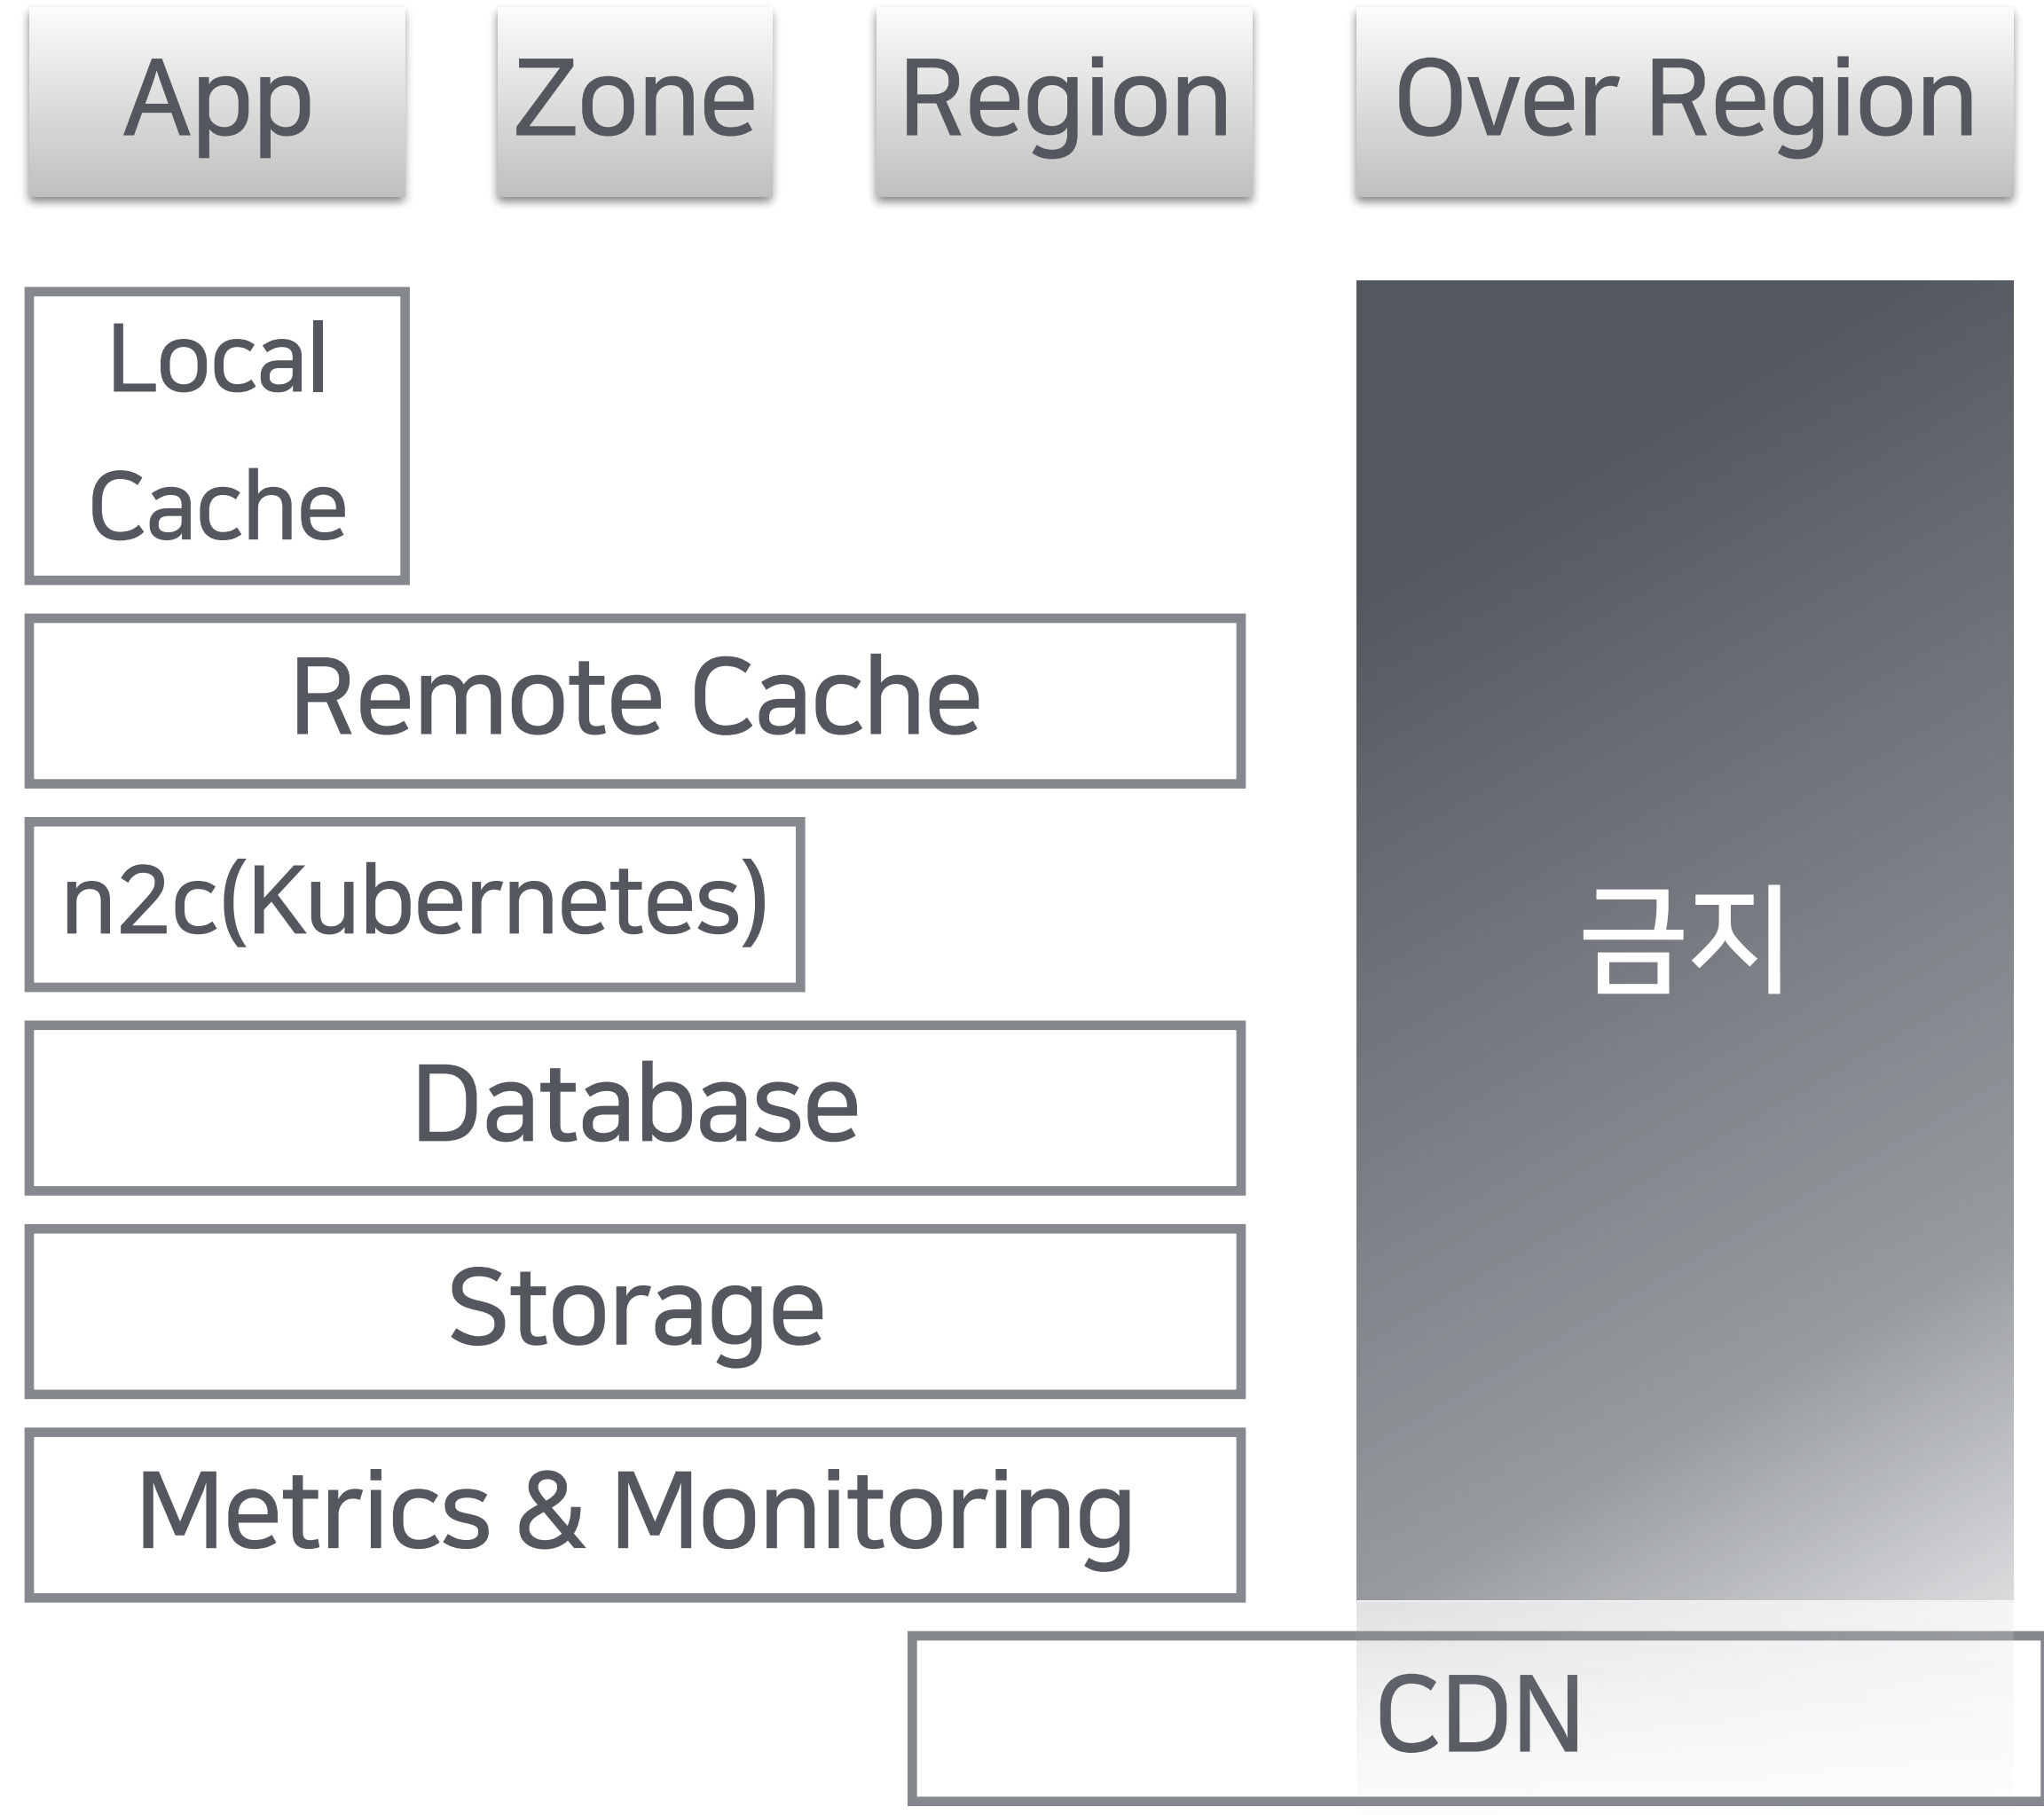 App
Zone
Region
Over Region
Local
Cache
Remote Cache
n2c(Kubernetes)
금지
Database
Storage
Metrics & Monitoring
CDN